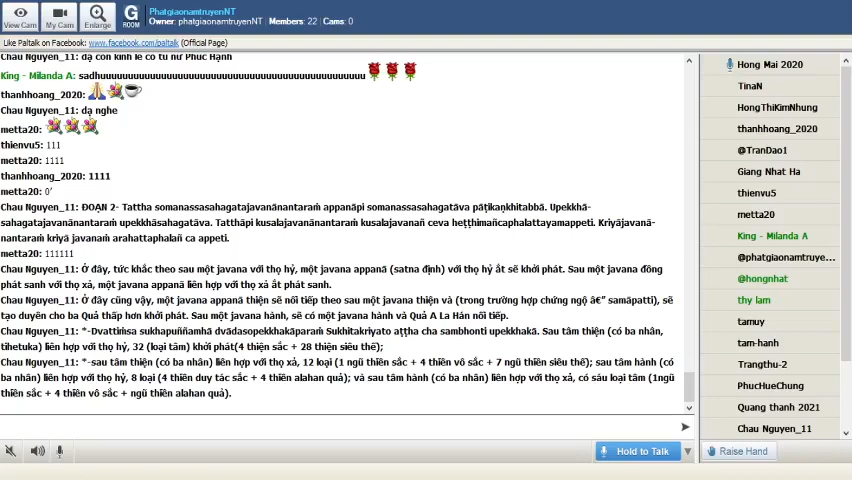 View Cam
My Cam
Enlarge
G
ROOM
PhatgiaonamtruyenNT
Owner: phatgiaonamtruyenNT | Members: 22 | Cams: 0
Like Paltalk on Facebook: www.facebook.com/paltalk (Official Page)
Chau Nguyen_11: dạ con kính lễ cô tu nữ Phúc Hạnh
King - Milanda A: sadhuuuuuuuuuuuuuuuuuuuuuuuuuuuuuuuuuuuuuuuuuuuuuu
thanhhoang_2020:
Chau Nguyen_11: dạ nghe
metta20:
thienvu5: 111
metta20: 1111
thanhhoang_2020: 1111
metta20: 0'
Chau Nguyen_11: ĐOẠN 2- Tattha somanassasahagatajavanānantaraṁ appanāpi somanassasahagatāva pāṭikaṅkhitabbā. Upekkhā-
sahagatajavanānantaraṁ upekkhāsahagatāva. Tatthāpi kusalajavanānantaraṁ kusalajavanañ ceva heṭṭhimañcaphalattayamappeti. Kriyājavanā-
nantaraṁ kriyā javanaṁ arahattaphalañ ca appeti.
metta20: 111111
Chau Nguyen_11: Ở đây, tức khắc theo sau một javana với thọ hỷ, một javana appanā (satna định) với thọ hỷ ắt sẽ khởi phát. Sau một javana đồng
phát sanh với thọ xả, một javana appanā liên hợp với thọ xả ắt phát sanh.
Chau Nguyen_11: Ở đây cũng vậy, một javana appanā thiện sẽ nối tiếp theo sau một javana thiện và (trong trường hợp chứng ngộ â€" samāpatti), sẽ
tạo duyên cho ba Quả thấp hơn khởi phát. Sau một javana hành, sẽ có một javana hành và Quả A La Hán nối tiếp.
Chau Nguyen_11: *-Dvattiṁsa sukhapuññamhā dvādasopekkhakāparaṁ Sukhitakriyato aṭṭha cha sambhonti upekkhakā. Sau tâm thiện (có ba nhân,
tihetuka) liên hợp với thọ hỷ, 32 (loại tâm) khởi phát(4 thiện sắc + 28 thiện siêu thế);
Chau Nguyen_11: *-sau tâm thiện (có ba nhân) liên hợp với thọ xả, 12 loại (1 ngũ thiền sắc + 4 thiền vô sắc + 7 ngũ thiền siêu thế); sau tâm hành (có
ba nhân) liên hợp với thọ hỷ, 8 loại (4 thiền duy tác sắc + 4 thiền alahan quả); và sau tâm hành (có ba nhân) liên hợp với thọ xả, có sáu loại tâm (1ngũ
thiền sắc + 4 thiền vô sắc + ngũ thiền alahan quả).
Hold to Talk
Hong Mai 2020
TinaN
HongThiKimNhung
thanhhoang_2020
@TranDao1
Giang Nhat Ha
thienvu5
metta20
King - Milanda A
@phatgiaonamtruye...
@hongnhat
thy lam
tamuy
tam-hanh
Trangthu-2
PhucHueChung
Quang thanh 2021
Chau Nguyen_11
Raise Hand